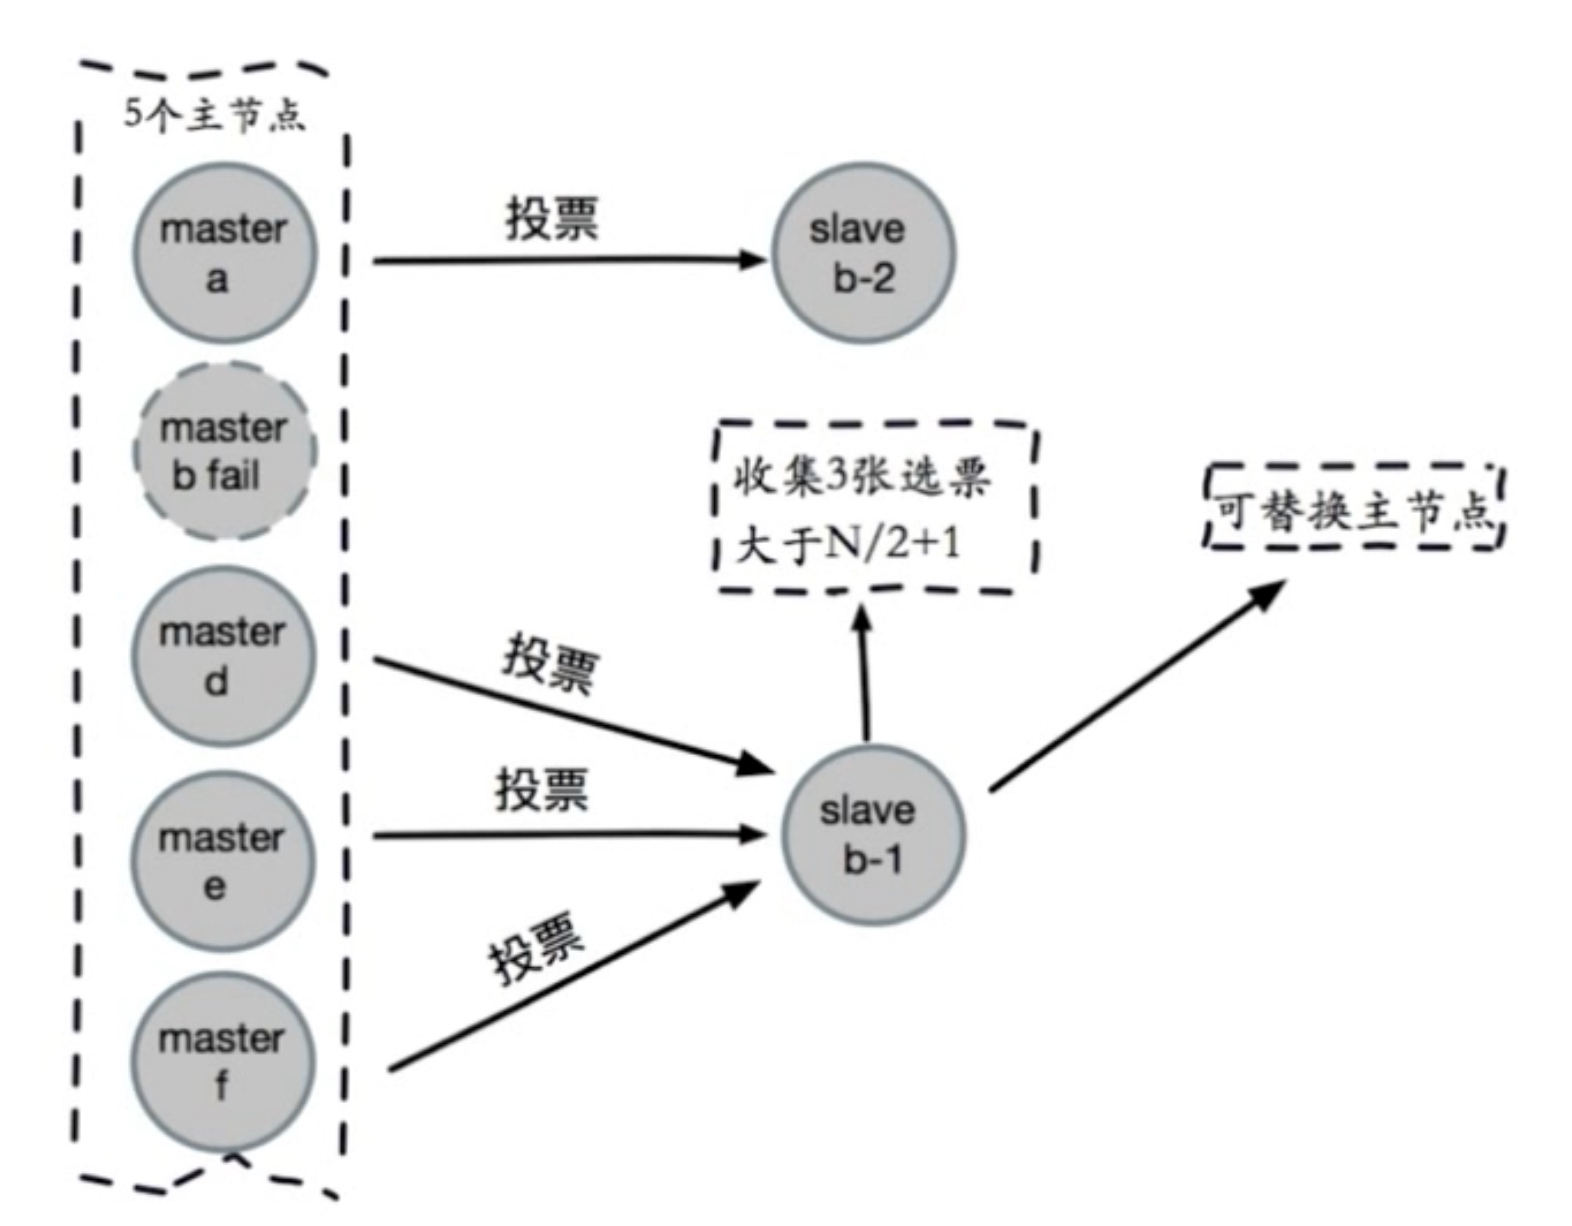 5个主节点
master
a
投票
slave
b-2
master
b fail
收集3张选票
大于N/2+1
可替换主节点
master
d
投票
master
e
投票
slave
b-1
master
f
投票